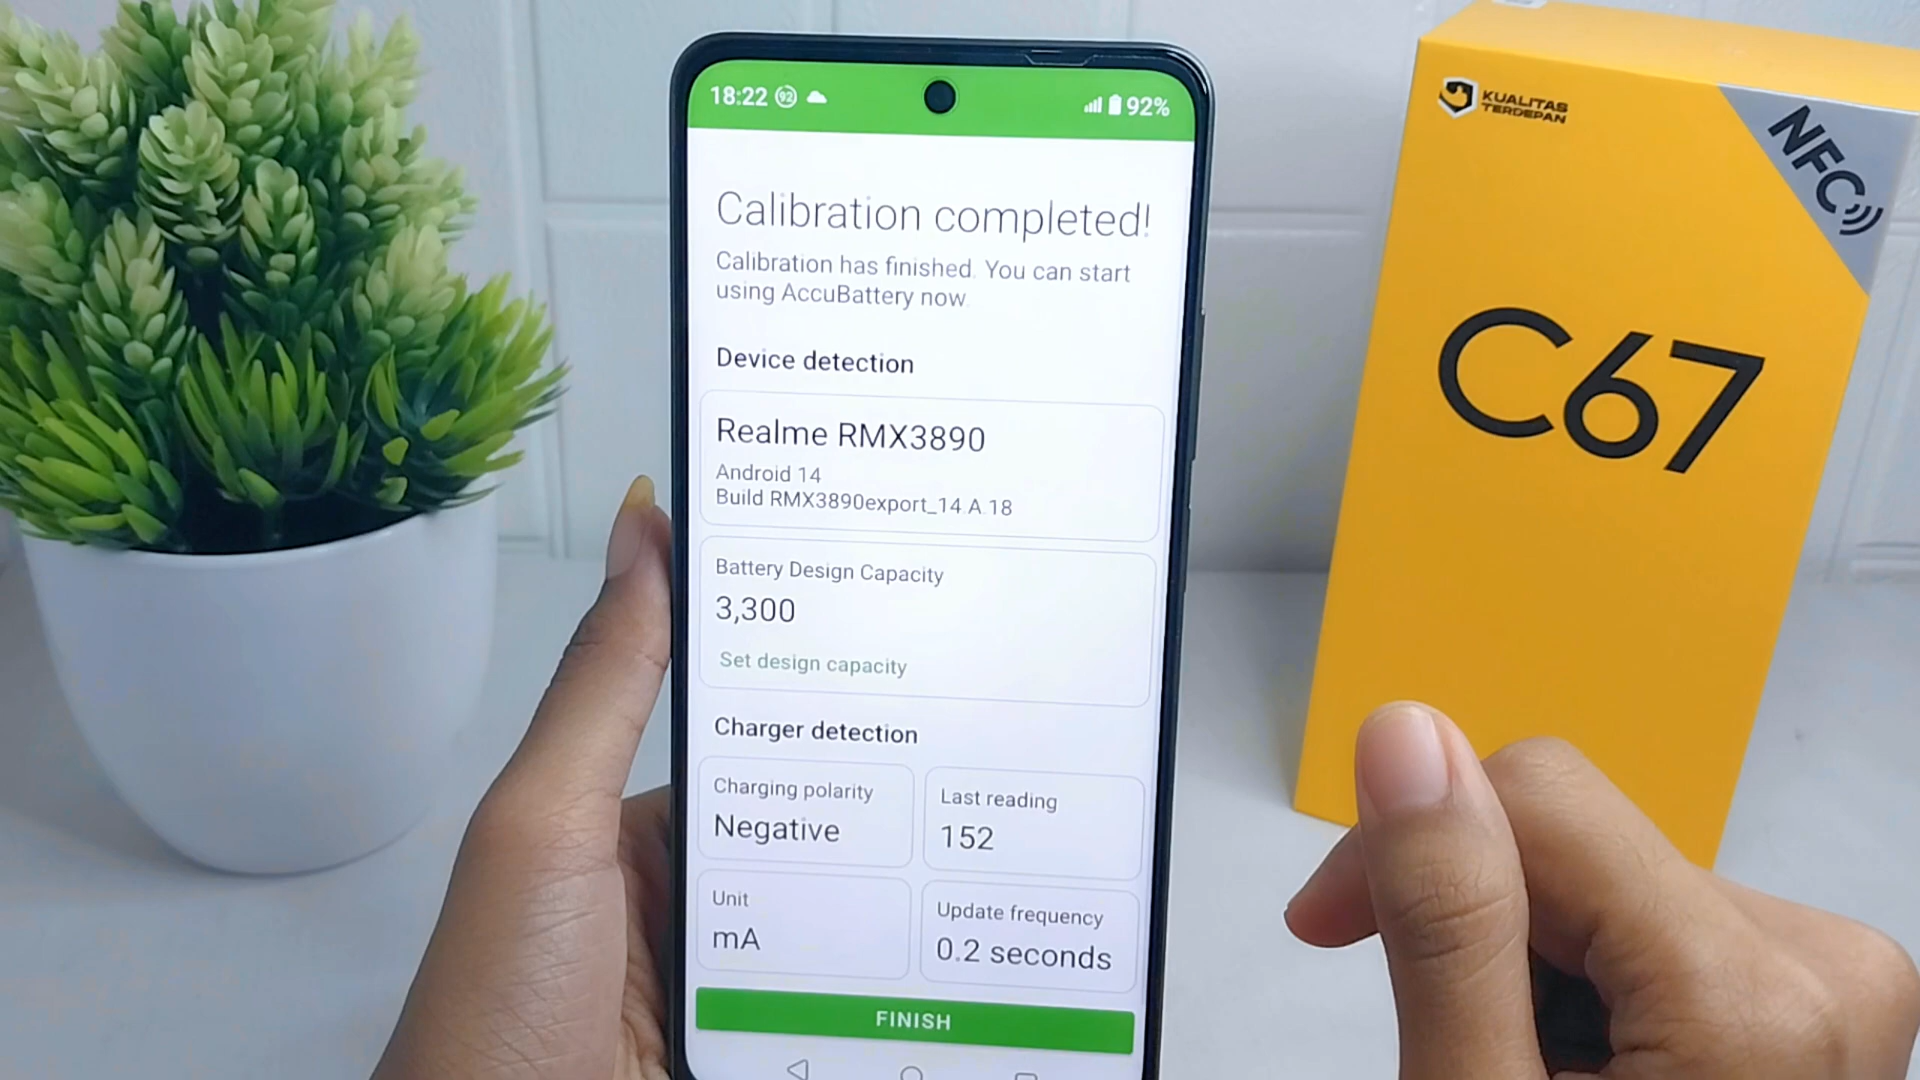 18:22 92 92%
Calibration completed!
Calibration has finished. You can start
using AccuBattery now.
Device detection
Realme RMX3890
Android 14
Build RMX3890export_14.A.18
Battery Design Capacity
3,300
Set design capacity
Charger detection
Charging polarity
Negative
Last reading
152
Unit
mA
Update frequency
0.2 seconds
FINISH
KUALITAS
TERDEPAN
NFC
C67